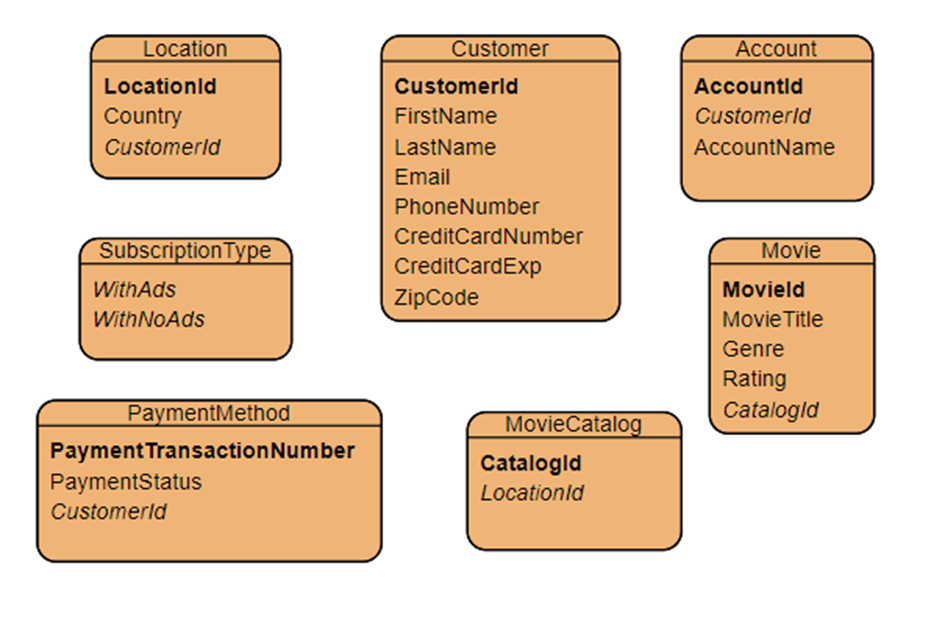 Location
LocationId
Country
CustomerId
Customer
CustomerId
FirstName
LastName
Email
PhoneNumber
CreditCardNumber
CreditCardExp
ZipCode
Account
AccountId
CustomerId
AccountName
SubscriptionType
WithAds
WithNoAds
Movie
MovieId
MovieTitle
Genre
Rating
CatalogId
PaymentMethod
PaymentTransactionNumber
PaymentStatus
CustomerId
MovieCatalog
CatalogId
LocationId